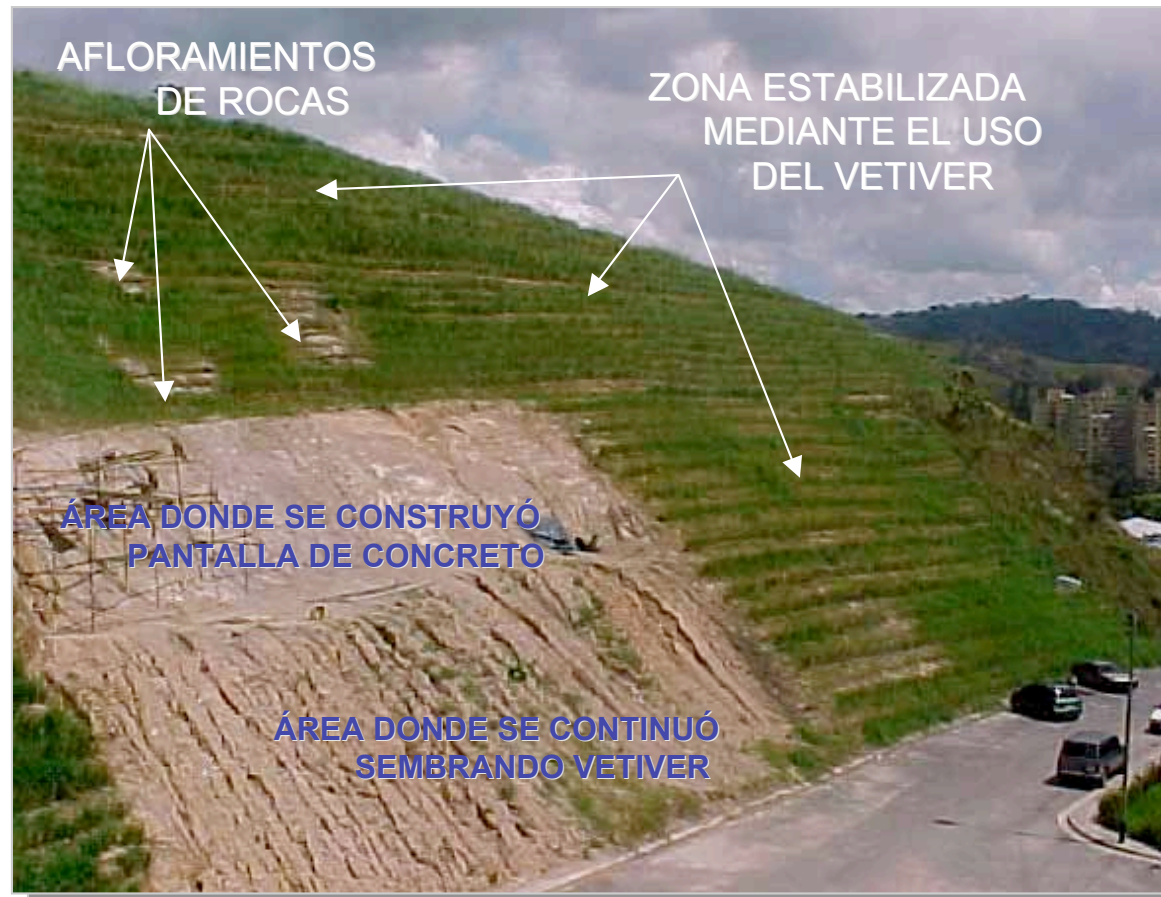 AFLORAMIENTOS
DE ROCAS
ZONA ESTABILIZADA
MEDIANTE EL USO
DEL VETIVER
ÁREA DONDE SE CONSTRUYÓ
PANTALLA DE CONCRETO
ÁREA DONDE SE CONTINUÓ
SEMBRANDO VETIVER